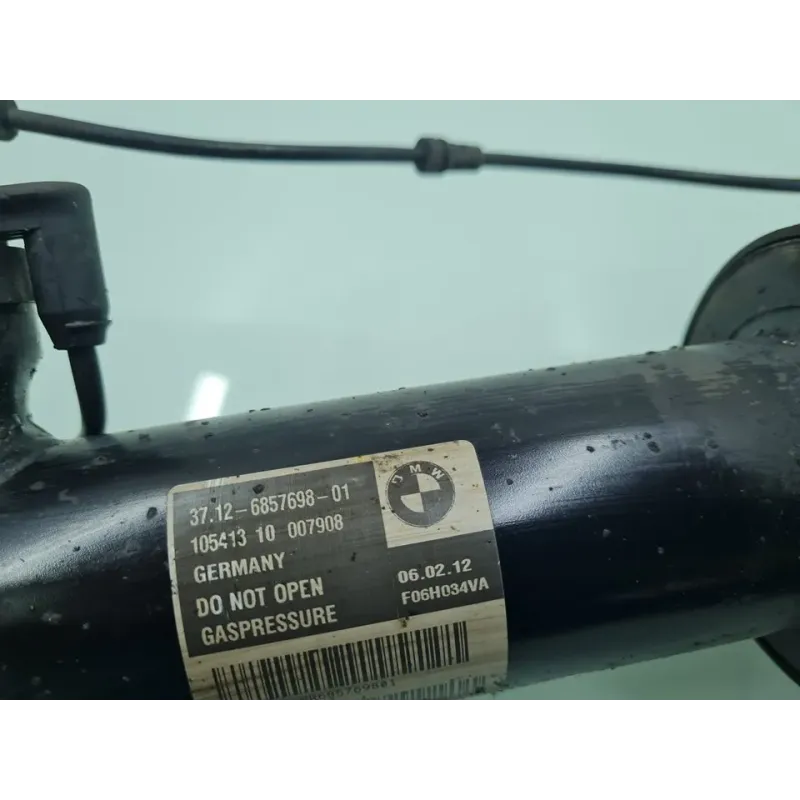 37.12-6857698-01
105413 10 007908
GERMANY
DO NOT OPEN
GASPRESSURE
BMW
06.02.12
F06H034VA